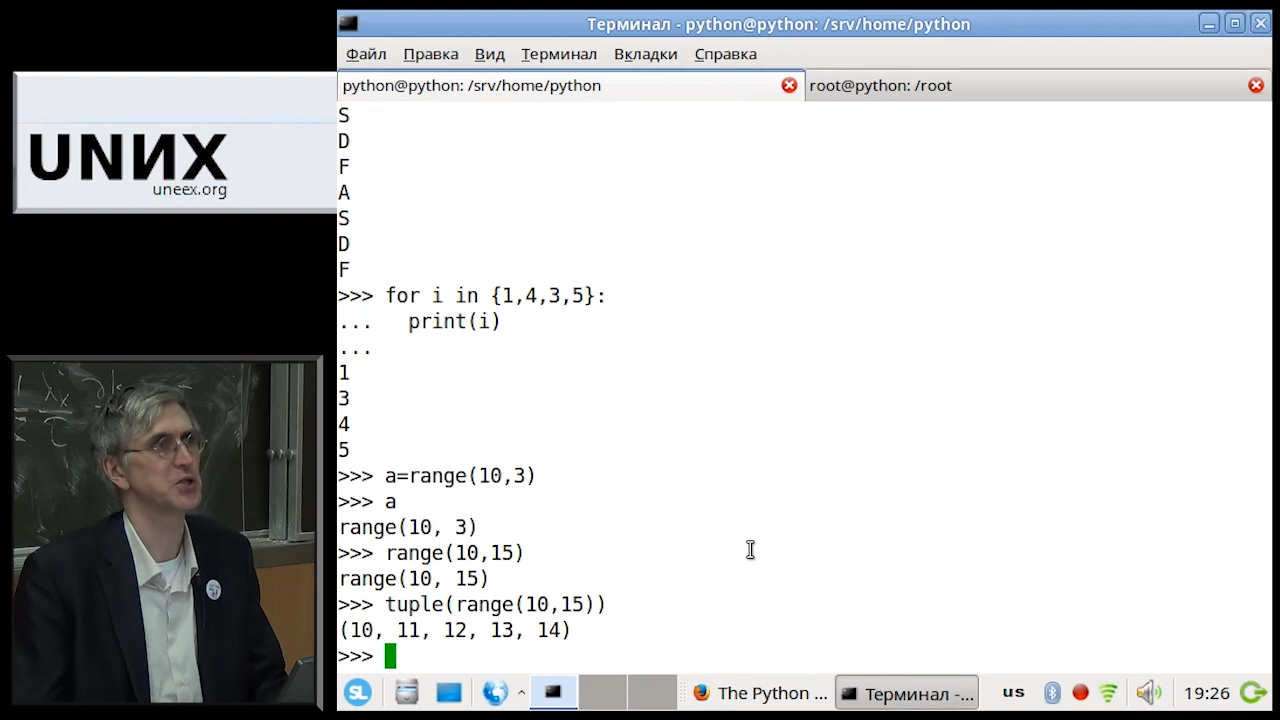 Терминал - python@python: /srv/home/python
Файл Правка Вид Терминал Вкладки Справка
python@python: /srv/home/python root@python: /root
UNИX
uneex.org
S
D
F
A
S
D
F
>>> for i in {1,4,3,5}:
...   print(i)
...
1
3
4
5
>>> a=range(10,3)
>>> a
range(10, 3)
>>> range(10,15)
range(10, 15)
>>> tuple(range(10,15))
(10, 11, 12, 13, 14)
>>>
SL The Python ... Терминал -... us 19:26